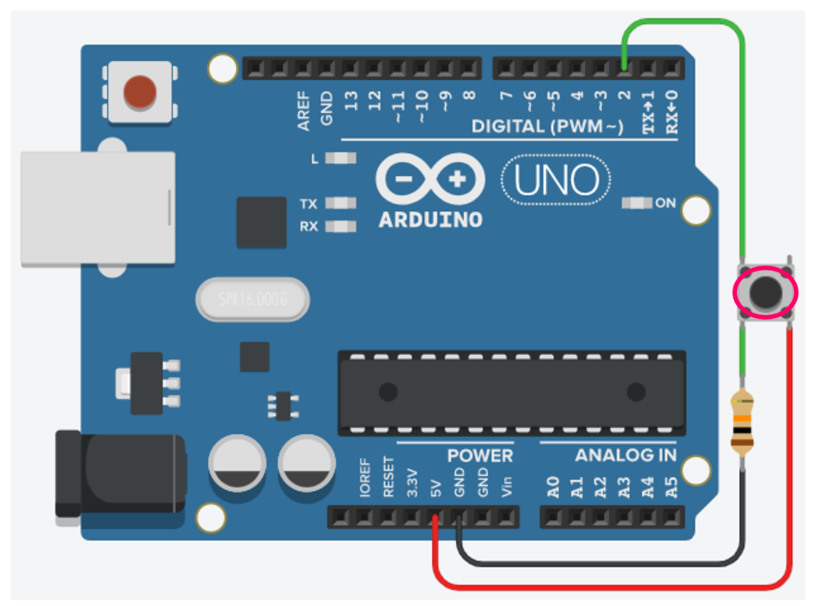 AREF
GND
13
12
~11
~10
~9
8
7
~6
~5
4
~3
2
TX→1
RX←0
DIGITAL (PWM~)
L
TX
RX
ARDUINO
UNO
ON
SPK16.000G
POWER
ANALOG IN
IOREF
RESET
3.3V
5V
GND
GND
Vin
A0
A1
A2
A3
A4
A5